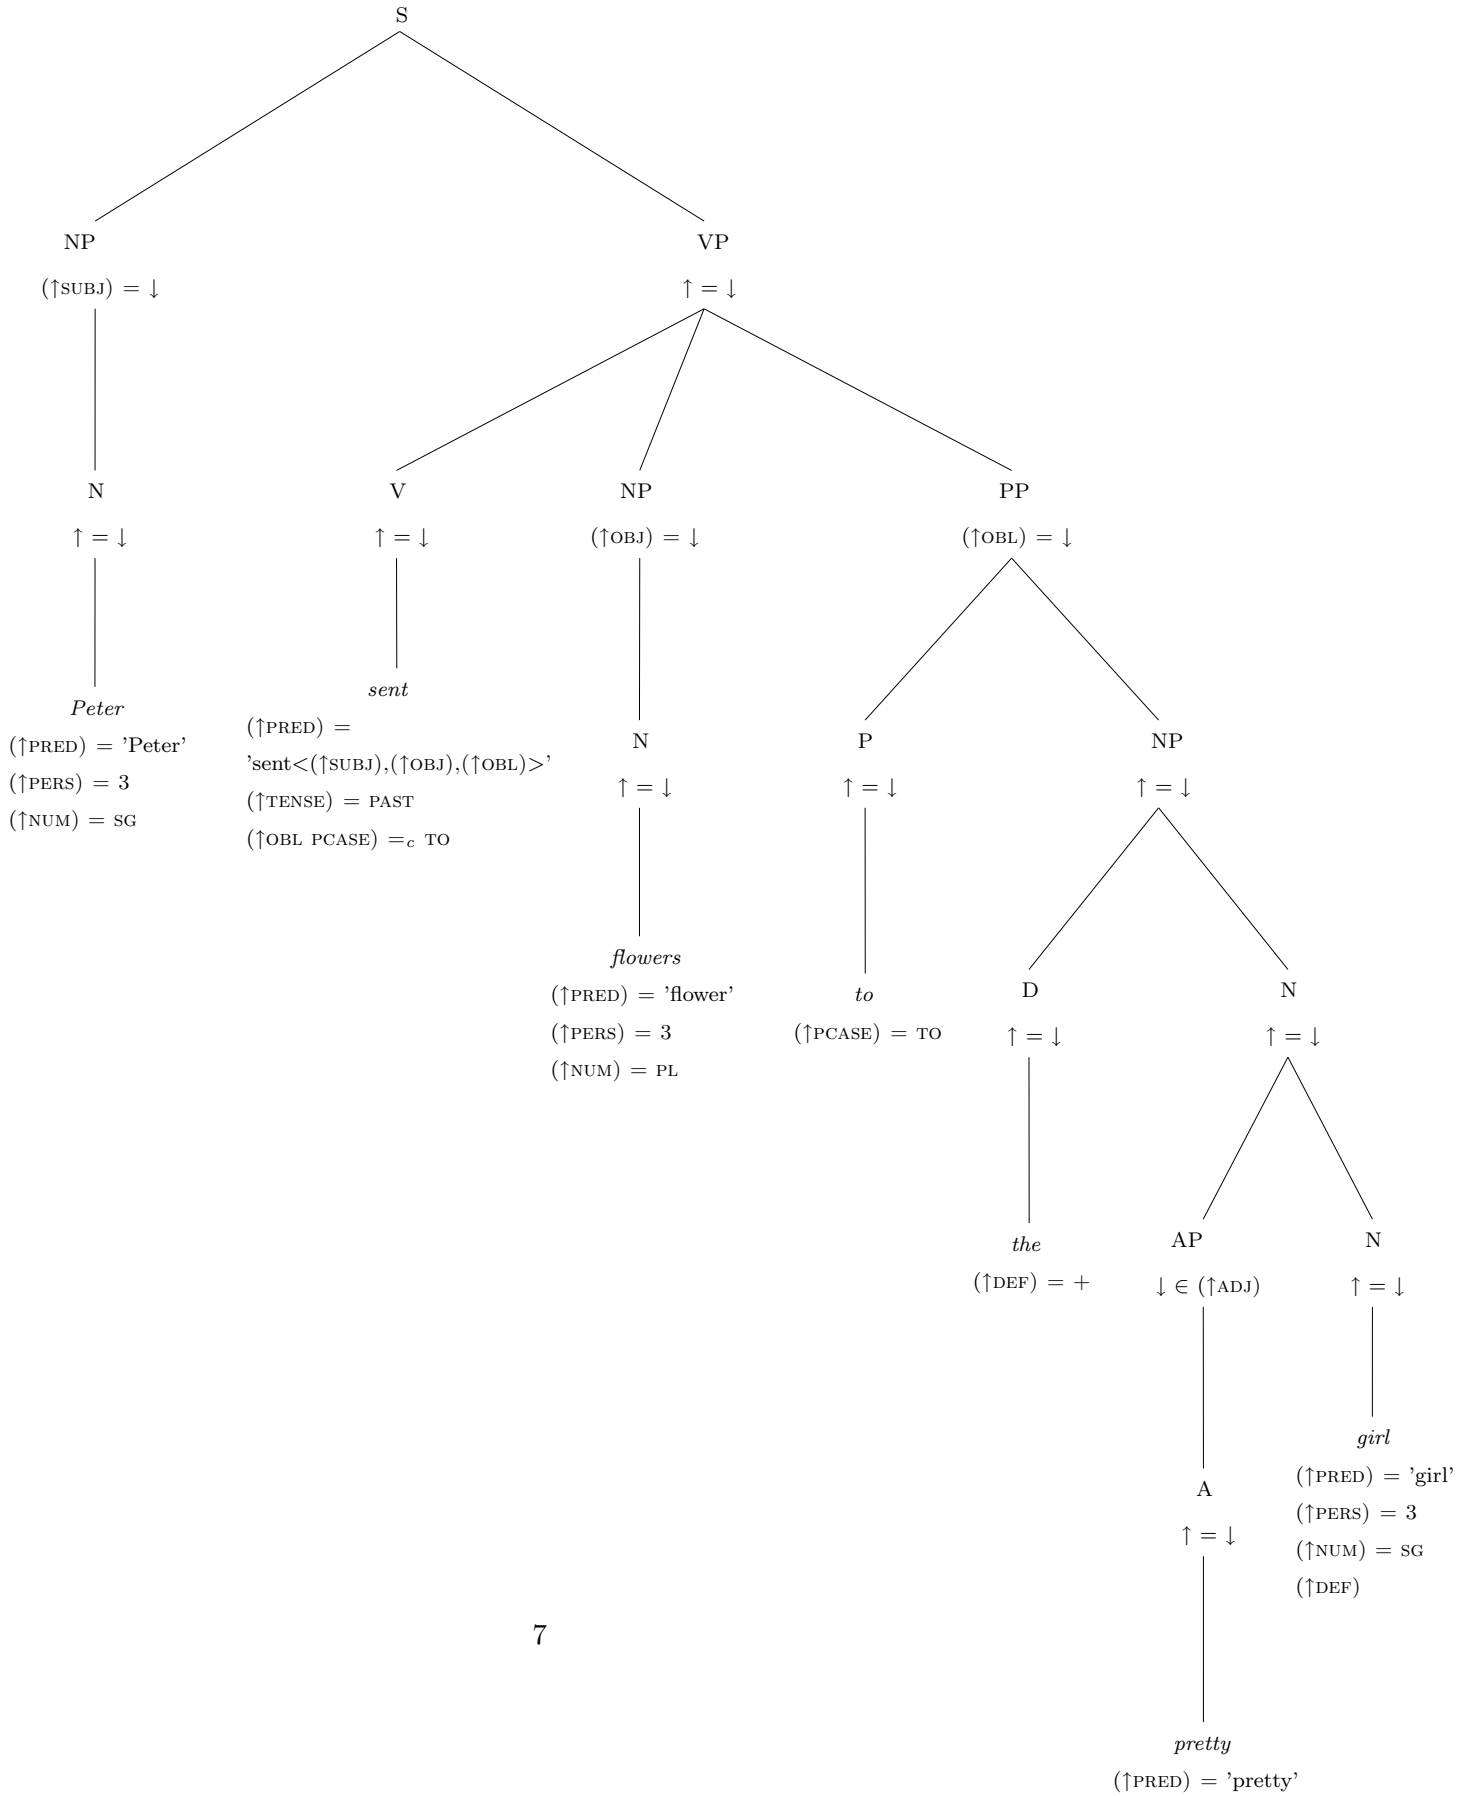 S
NP VP
(↑SUBJ) = ↓ ↑ = ↓
N V NP PP
↑ = ↓ ↑ = ↓ (↑OBJ) = ↓ (↑OBL) = ↓
Peter
(↑PRED) = 'Peter'
(↑PERS) = 3
(↑NUM) = SG
sent
(↑PRED) =
'sent<(↑SUBJ),(↑OBJ),(↑OBL)>'
(↑TENSE) = PAST
(↑OBL PCASE) =c TO
N P NP
↑ = ↓ ↑ = ↓ ↑ = ↓
flowers
(↑PRED) = 'flower'
(↑PERS) = 3
(↑NUM) = PL
to
(↑PCASE) = TO
D N
↑ = ↓ ↑ = ↓
the
(↑DEF) = +
AP N
↓ ∈ (↑ADJ) ↑ = ↓
girl
(↑PRED) = 'girl'
(↑PERS) = 3
(↑NUM) = SG
(↑DEF)
A
↑ = ↓
pretty
(↑PRED) = 'pretty'
7